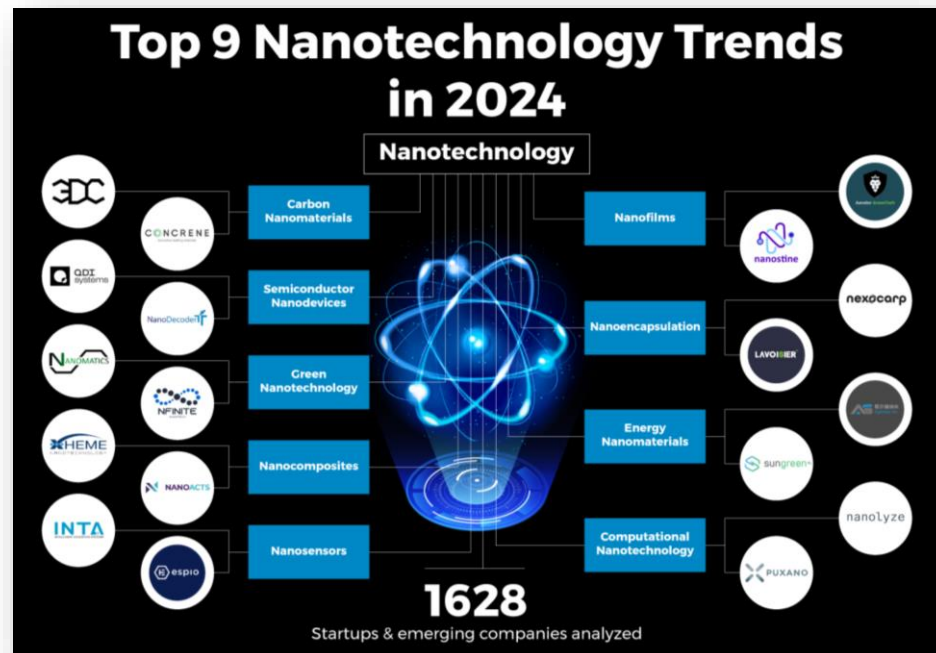 Top 9 Nanotechnology Trends
in 2024
Nanotechnology
3DC
CONCRENE
Carbon
Nanomaterials
QDI
systems
NanoDecoder
Semiconductor
Nanodevices
NANOMATICS
NFINITE
Green
Nanotechnology
XHEME
NANOACTS
Nanocomposites
INTA
espio
Nanosensors
Nanofilms
nanostine
Nanoencapsulation
nexocarp
LAVOISIER
Energy
Nanomaterials
sungreen
Computational
Nanotechnology
nanolyze
PUXANO
1628
Startups & emerging companies analyzed